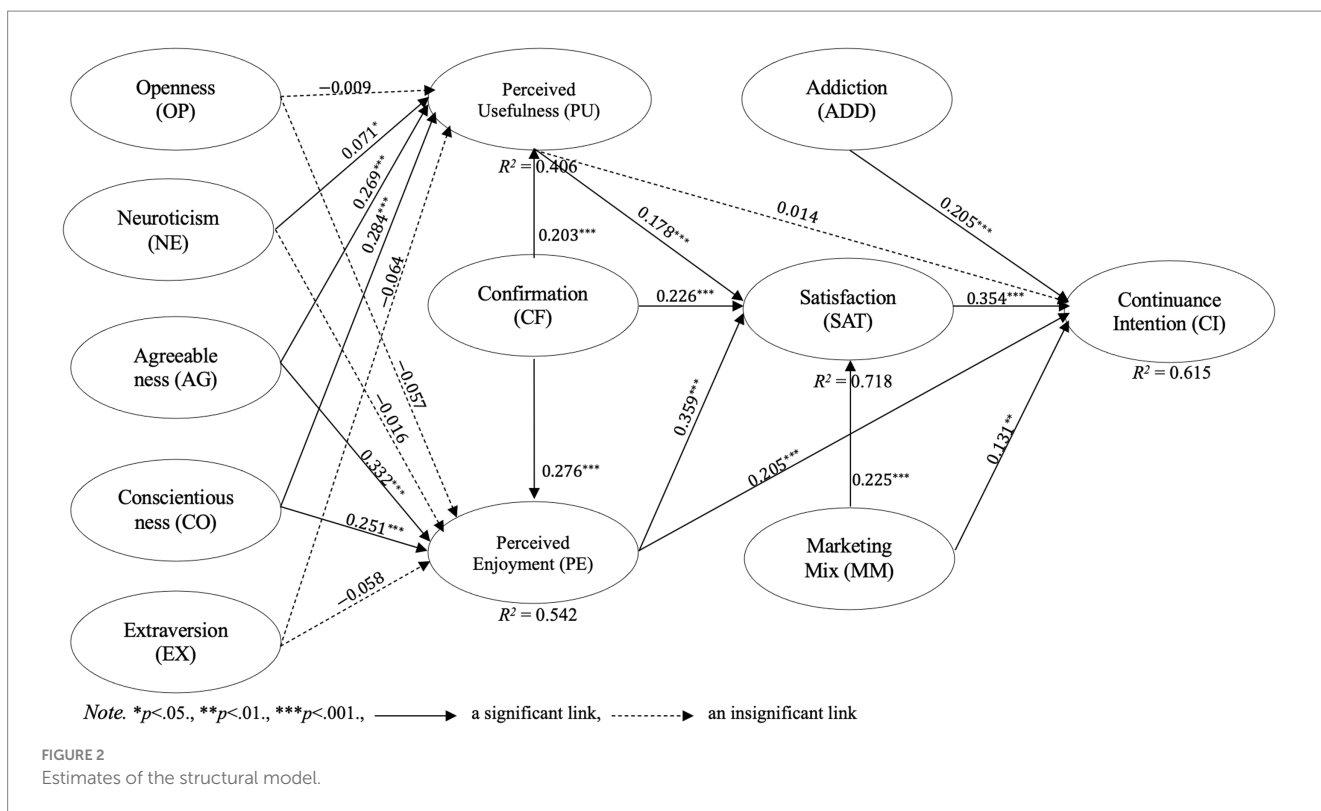 Openness
(OP)
Neuroticism
(NE)
Agreeable
ness (AG)
Conscientious
ness (CO)
Extraversion
(EX)
−0.009
0.071*
0.269***
0.284***
−0.064
−0.057
−0.016
0.332***
0.251***
−0.058
Perceived
Usefulness (PU)
R² = 0.406
0.203***
Confirmation
(CF)
0.276***
Perceived
Enjoyment (PE)
R² = 0.542
0.178***
0.014
0.226***
0.359***
0.205***
Addiction
(ADD)
0.205***
Satisfaction
(SAT)
R² = 0.718
0.354***
0.225***
0.131**
Marketing
Mix (MM)
Continuance
Intention (CI)
R² = 0.615
Note. *p<.05., **p<.01., ***p<.001., a significant link, an insignificant link
FIGURE 2
Estimates of the structural model.